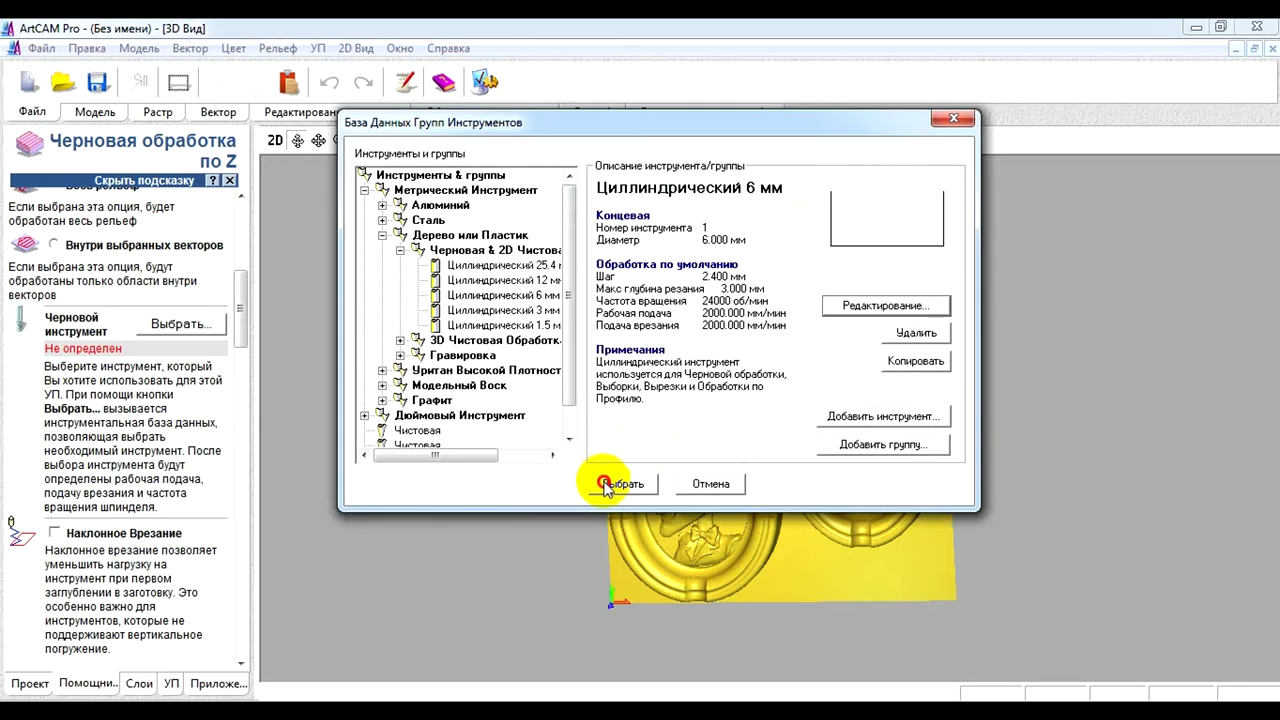 ArtCAM Pro - (Без имени) - [3D Вид]
Файл Правка Модель Вектор Цвет Рельеф УП 2D Вид Окно Справка
Файл Модель Растр Вектор Редактирован
2D
Черновая обработка
по Z
Скрыть подсказку ?
Весь рельеф
Если выбрана эта опция, будет
обработан весь рельеф
Внутри выбранных векторов
Если выбрана эта опция, будут
обработаны только области внутри
векторов
Черновой
инструмент
Выбрать...
Не определен
Выберите инструмент, который
Вы хотите использовать для этой
УП. При помощи кнопки
Выбрать... вызывается
инструментальная база данных,
позволяющая выбрать
необходимый инструмент. После
выбора инструмента будут
определены рабочая подача,
подачу врезания и частота
вращения шпинделя.
Наклонное Врезание
Наклонное врезание позволяет
уменьшить нагрузку на
инструмент при первом
заглублении в заготовку. Это
особенно важно для
инструментов, которые не
поддерживают вертикальное
погружение.
Проект Помощни.. Слои УП Приложе...
База Данных Групп Инструментов
Инструменты и группы
Инструменты & группы
Метрический Инструмент
Алюминий
Сталь
Дерево или Пластик
Черновая & 2D Чистова
Циллиндрический 25.4 м
Циллиндрический 12 мм
Циллиндрический 6 мм
Циллиндрический 3 мм
Циллиндрический 1.5 м
3D Чистовая Обработк
Гравировка
Уритан Высокой Плотност
Модельный Воск
Графит
Дюймовый Инструмент
Чистовая
Чистовая
Описание инструмента/группы
Циллиндрический 6 мм
Концевая
Номер инструмента 1
Диаметр 6.000 мм
Обработка по умолчанию
Шаг 2.400 мм
Макс глубина резания 3.000 мм
Частота вращения 24000 об/мин
Рабочая подача 2000.000 мм/мин
Подача врезания 2000.000 мм/мин
Примечания
Циллиндрический инструмент
используется для Черновой обработки,
Выборки, Вырезки и Обработки по
Профилю.
Редактирование...
Удалить
Копировать
Добавить инструмент...
Добавить группу...
Выбрать
Отмена